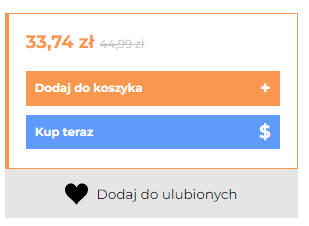 33,74 zł 44,99 zł
Dodaj do koszyka +
Kup teraz $
Dodaj do ulubionych